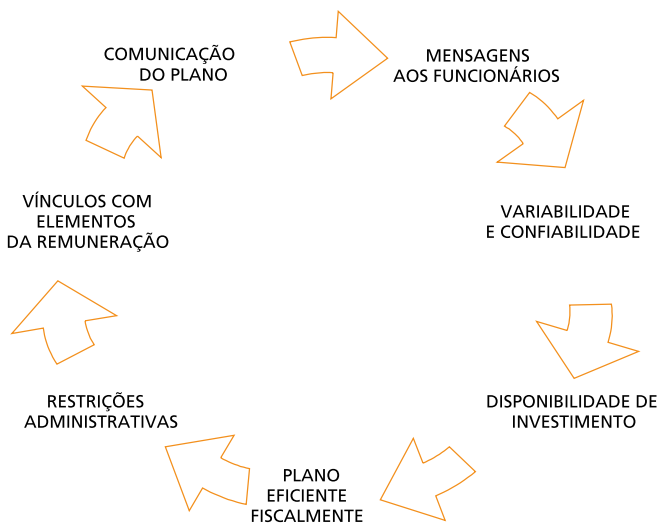 COMUNICAÇÃO
DO PLANO
MENSAGENS
AOS FUNCIONÁRIOS
VARIABILIDADE
E CONFIABILIDADE
DISPONIBILIDADE DE
INVESTIMENTO
PLANO
EFICIENTE
FISCALMENTE
RESTRIÇÕES
ADMINISTRATIVAS
VÍNCULOS COM
ELEMENTOS
DA REMUNERAÇÃO